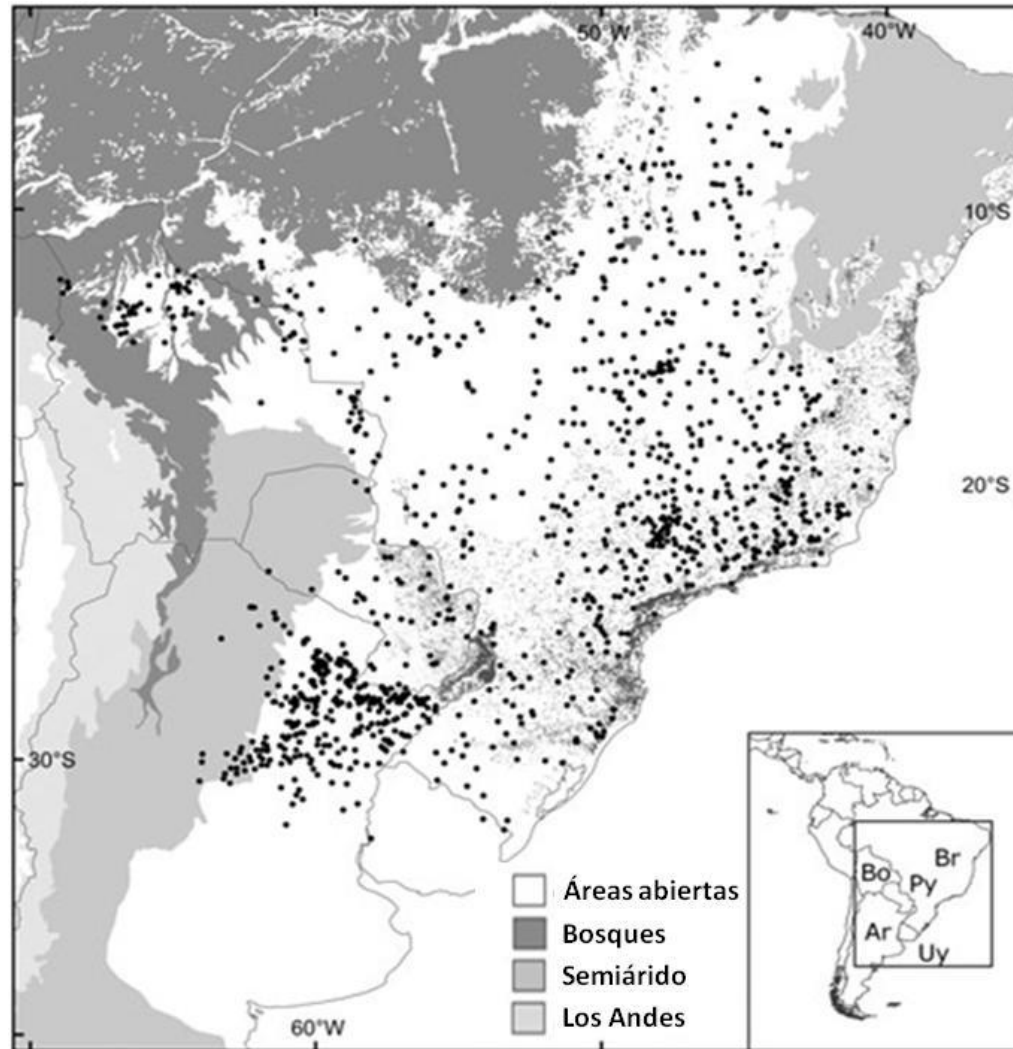 50°W
40°W
10°S
20°S
30°S
60°W
Áreas abiertas
Bosques
Semiárido
Los Andes
Br
Bo
Py
Ar
Uy